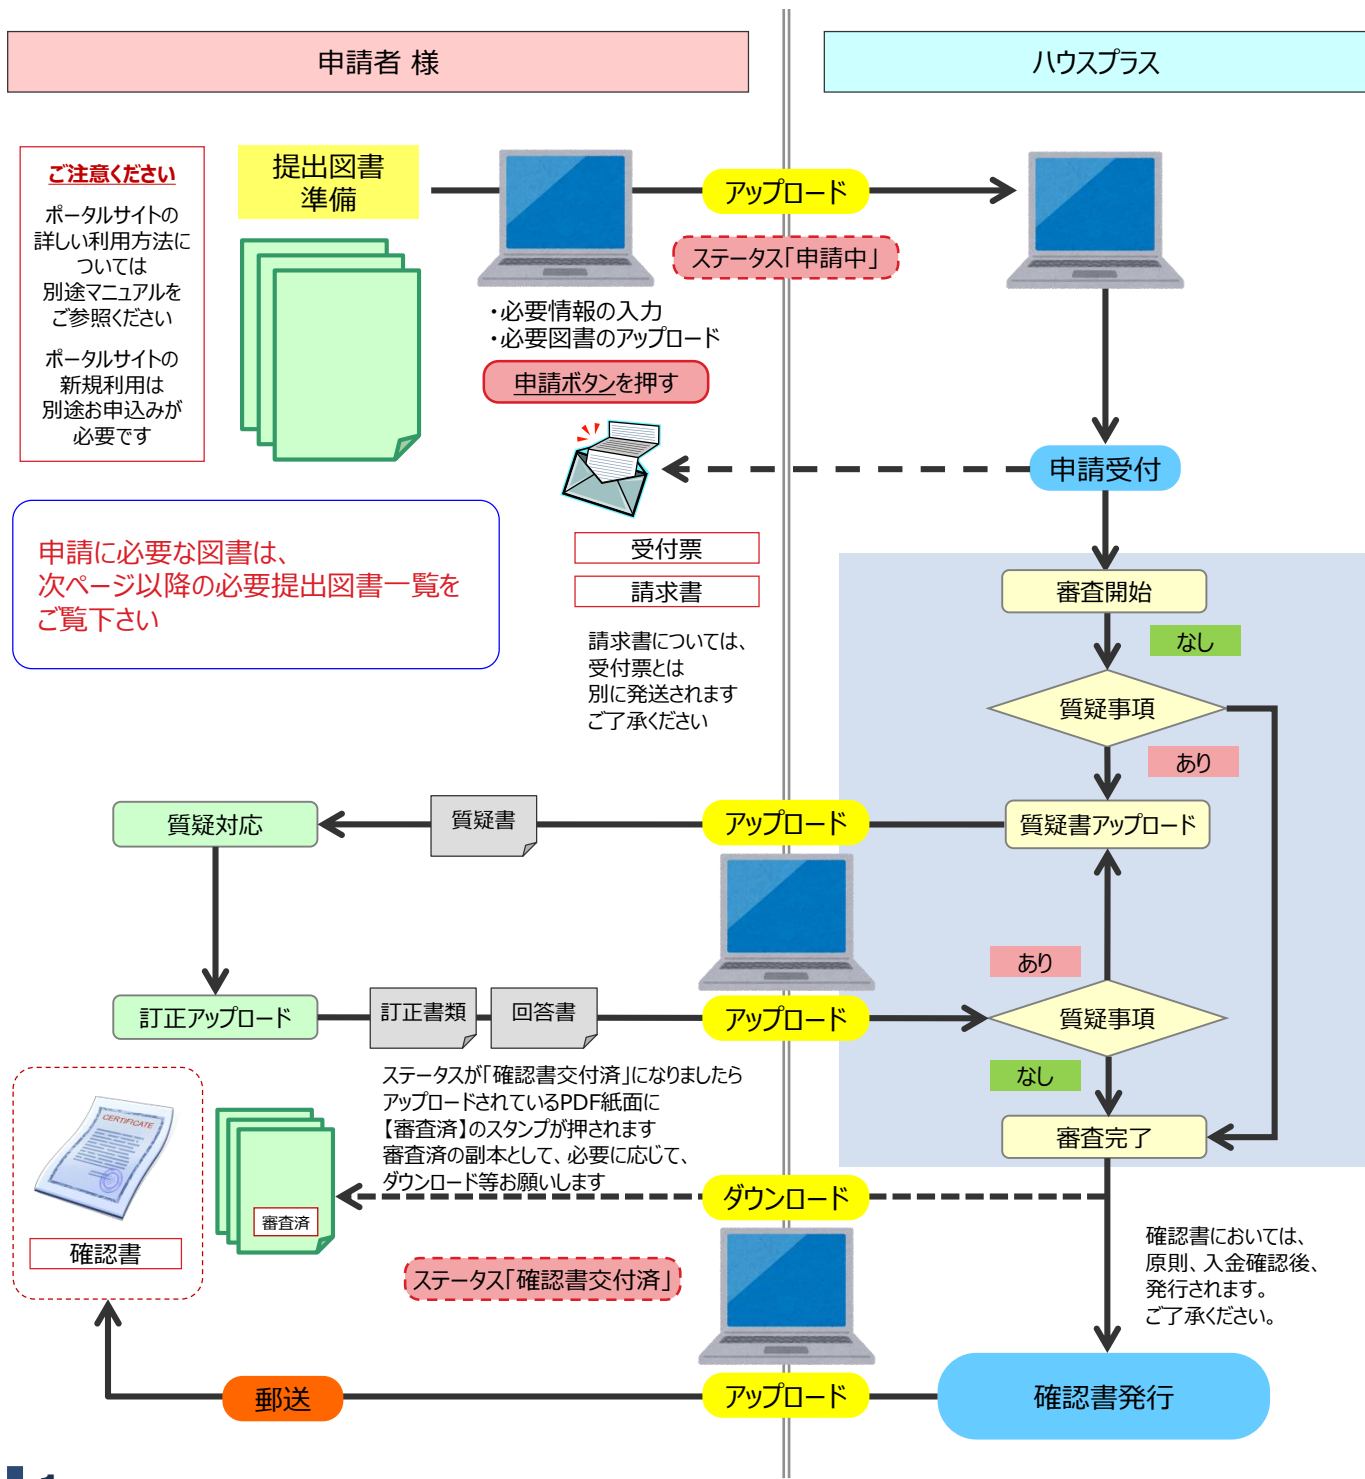 申請者 様
ハウスプラス
ご注意ください
ポータルサイトの
詳しい利用方法に
ついては
別途マニュアルを
ご参照ください
ポータルサイトの
新規利用は
別途お申込みが
必要です
提出図書
準備
アップロード
ステータス「申請中」
・必要情報の入力
・必要図書のアップロード
申請ボタンを押す
申請受付
申請に必要な図書は、
次ページ以降の必要提出図書一覧を
ご覧下さい
受付票
請求書
請求書については、
受付票とは
別に発送されます
ご了承ください
審査開始
なし
質疑事項
あり
質疑対応
質疑書
アップロード
質疑書アップロード
あり
訂正アップロード
訂正書類
回答書
アップロード
質疑事項
なし
ステータスが「確認書交付済」になりましたら
アップロードされているPDF紙面に
【審査済】のスタンプが押されます
審査済の副本として、必要に応じて、
ダウンロード等お願いします
審査完了
CERTIFICATE
審査済
ダウンロード
確認書
ステータス「確認書交付済」
確認書においては、
原則、入金確認後、
発行されます。
ご了承ください。
郵送
アップロード
確認書発行